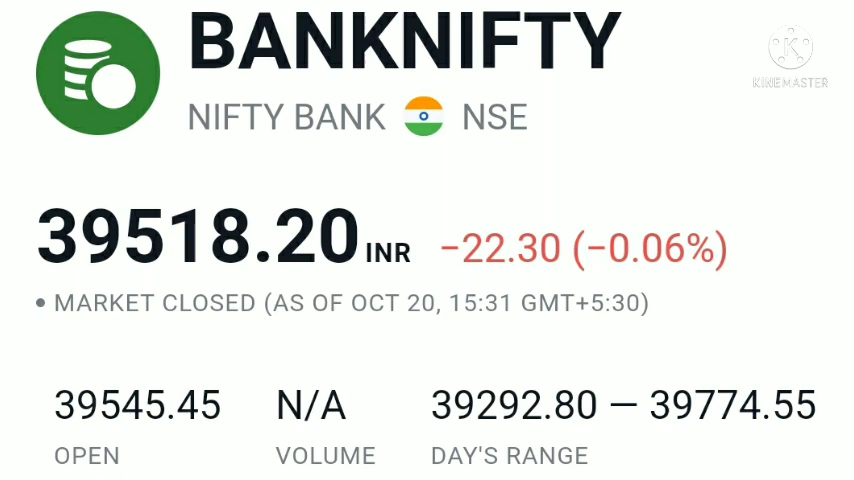 BANKNIFTY
KINEMASTER
NIFTY BANK NSE
39518.20 INR −22.30 (−0.06%)
• MARKET CLOSED (AS OF OCT 20, 15:31 GMT+5:30)
39545.45 N/A 39292.80 — 39774.55
OPEN VOLUME DAY'S RANGE